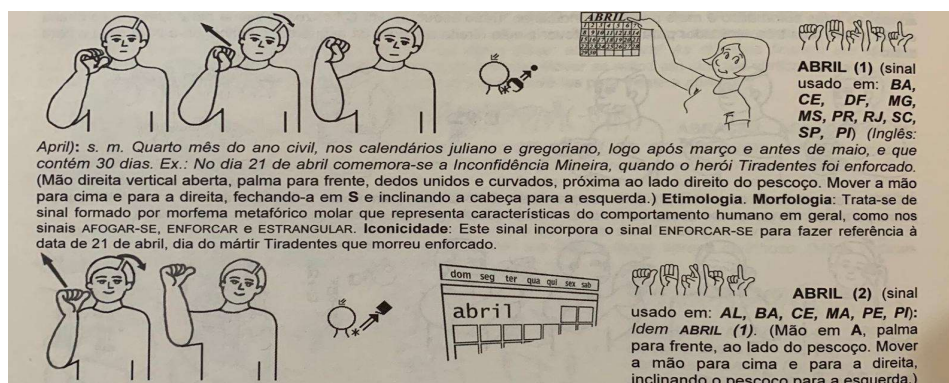 ABRIL
ABRIL (1) (sinal
usado em: BA,
CE, DF, MG,
MS, PR, RJ, SC,
SP, PI) (Inglês:
April): s. m. Quarto mês do ano civil, nos calendários juliano e gregoriano, logo após março e antes de maio, e que
contém 30 dias. Ex.: No dia 21 de abril comemora-se a Inconfidência Mineira, quando o herói Tiradentes foi enforcado.
(Mão direita vertical aberta, palma para frente, dedos unidos e curvados, próxima ao lado direito do pescoço. Mover a mão
para cima e para a direita, fechando-a em S e inclinando a cabeça para a esquerda.) Etimologia. Morfologia: Trata-se de
sinal formado por morfema metafórico molar que representa características do comportamento humano em geral, como nos
sinais AFOGAR-SE, ENFORCAR e ESTRANGULAR. Iconicidade: Este sinal incorpora o sinal ENFORCAR-SE para fazer referência à
data de 21 de abril, dia do mártir Tiradentes que morreu enforcado.
dom seg ter qua qui sex sab
abril
ABRIL (2) (sinal
usado em: AL, BA, CE, MA, PE, PI):
Idem ABRIL (1). (Mão em A, palma
para frente, ao lado do pescoço. Mover
a mão para cima e para a direita,
inclinando o pescoço para a esquerda.)